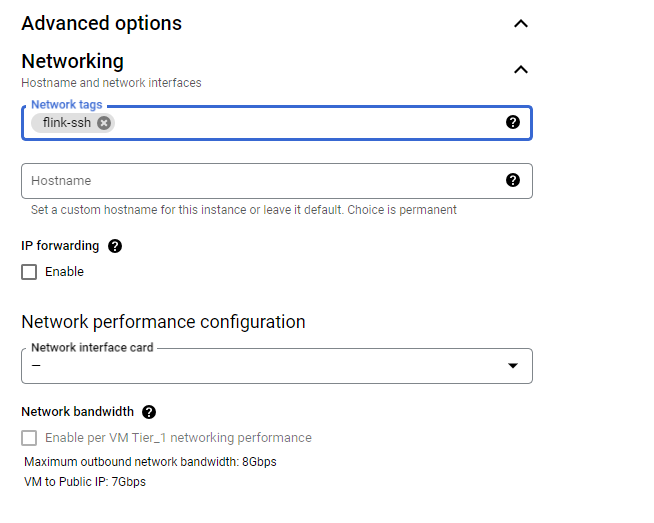 Advanced options
Networking
Hostname and network interfaces
Network tags
flink-ssh
Hostname
Set a custom hostname for this instance or leave it default. Choice is permanent
IP forwarding
Enable
Network performance configuration
Network interface card
–
Network bandwidth
Enable per VM Tier_1 networking performance
Maximum outbound network bandwidth: 8Gbps
VM to Public IP: 7Gbps